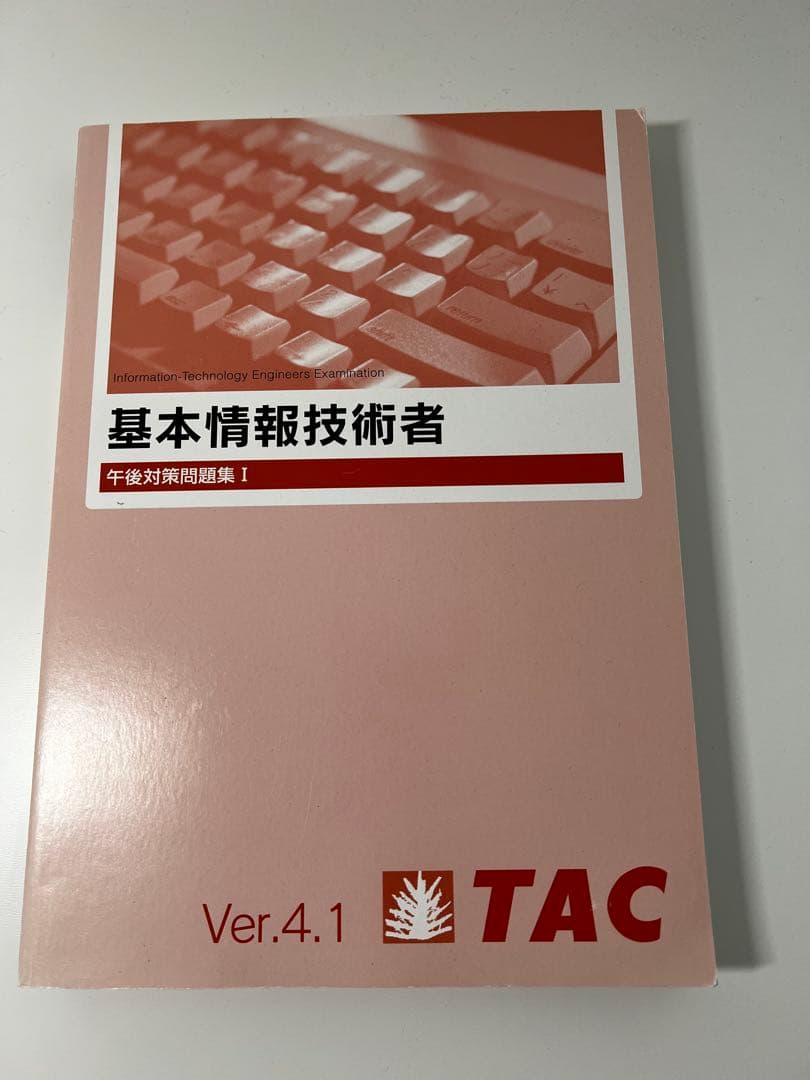 Information-Technology Engineers Examination
基本情報技術者
午後対策問題集 I
Ver.4.1
TAC